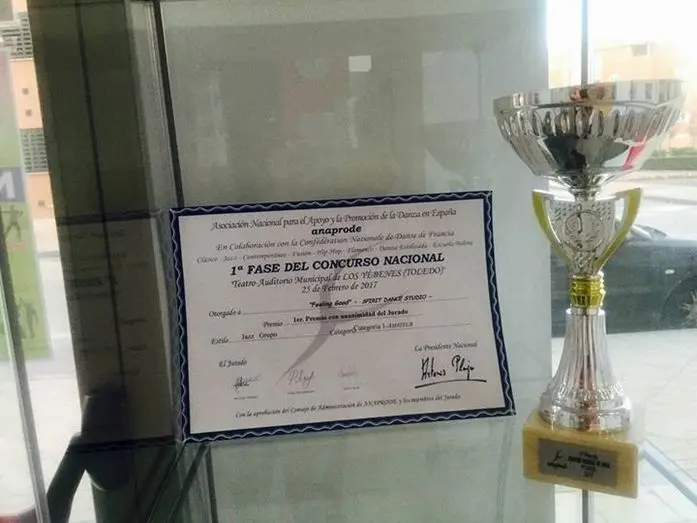 Asociación Nacional para el Apoyo y la Promoción de la Danza en España
anaprode
En Colaboración con la Confédération Nationale de Danse de Francia
Clásico - Jazz - Contemporáneo - Fusión - Hip Hop - Flamenco - Danza Estilizada - Escuela Bolera
1ª FASE DEL CONCURSO NACIONAL
Teatro-Auditorio Municipal de LOS YÉBENES (TOLEDO)
25 de Febrero de 2017
Otorgado a "Feeling Good" - SPIRIT DANCE STUDIO -
Premio 1er. Premio con unanimidad del Jurado
Estilo Jazz Grupo Categoría Categoría 1-AMATEUR
El Jurado La Presidente Nacional
Con la aprobación del Consejo de Administración de ANAPRODE y los miembros del Jurado